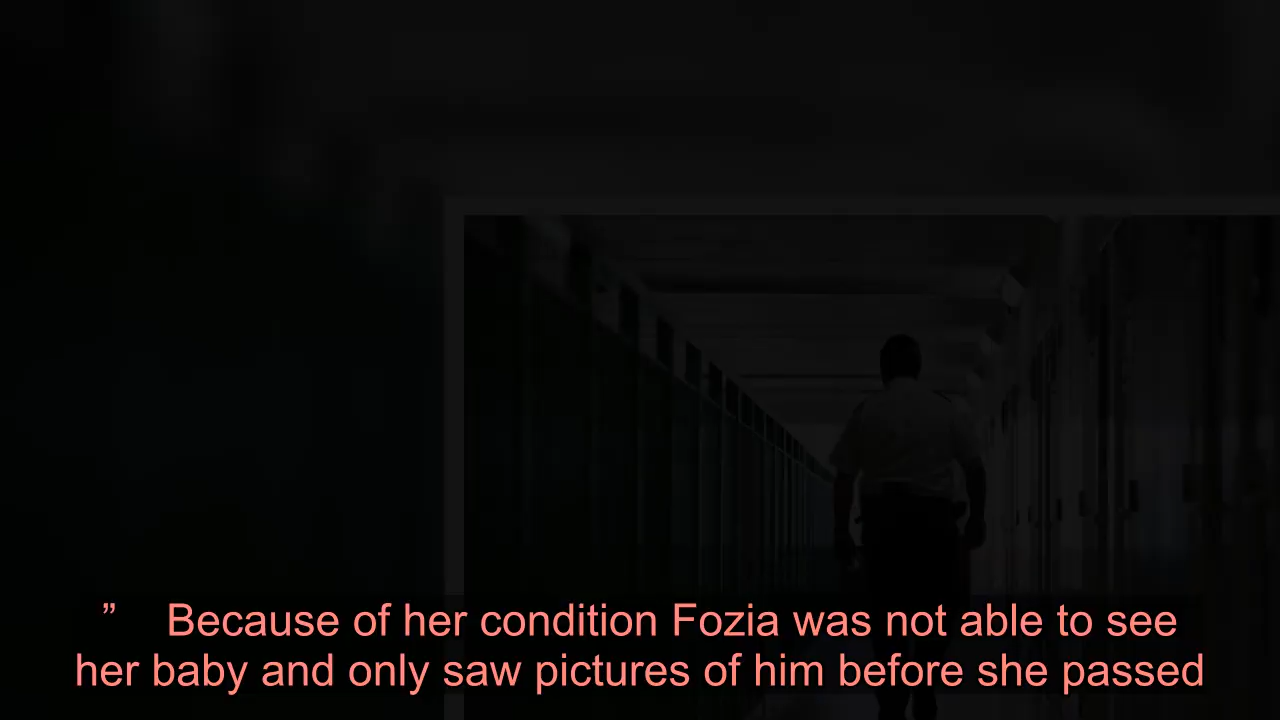 ” Because of her condition Fozia was not able to see
her baby and only saw pictures of him before she passed